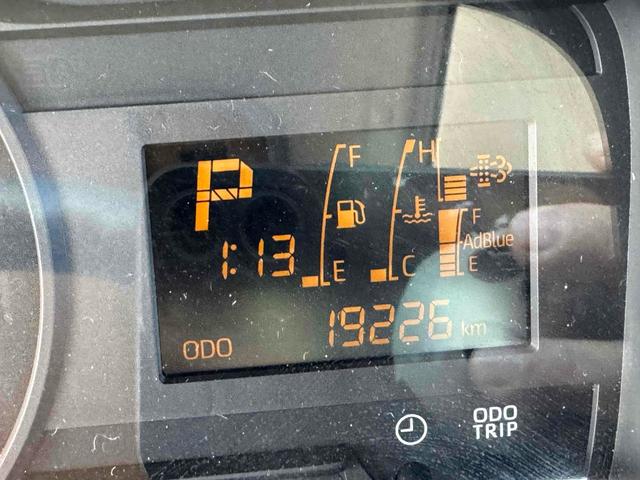 P
F
H
F
AdBlue
1:13
E
C
E
19226 km
ODO
ODO
TRIP